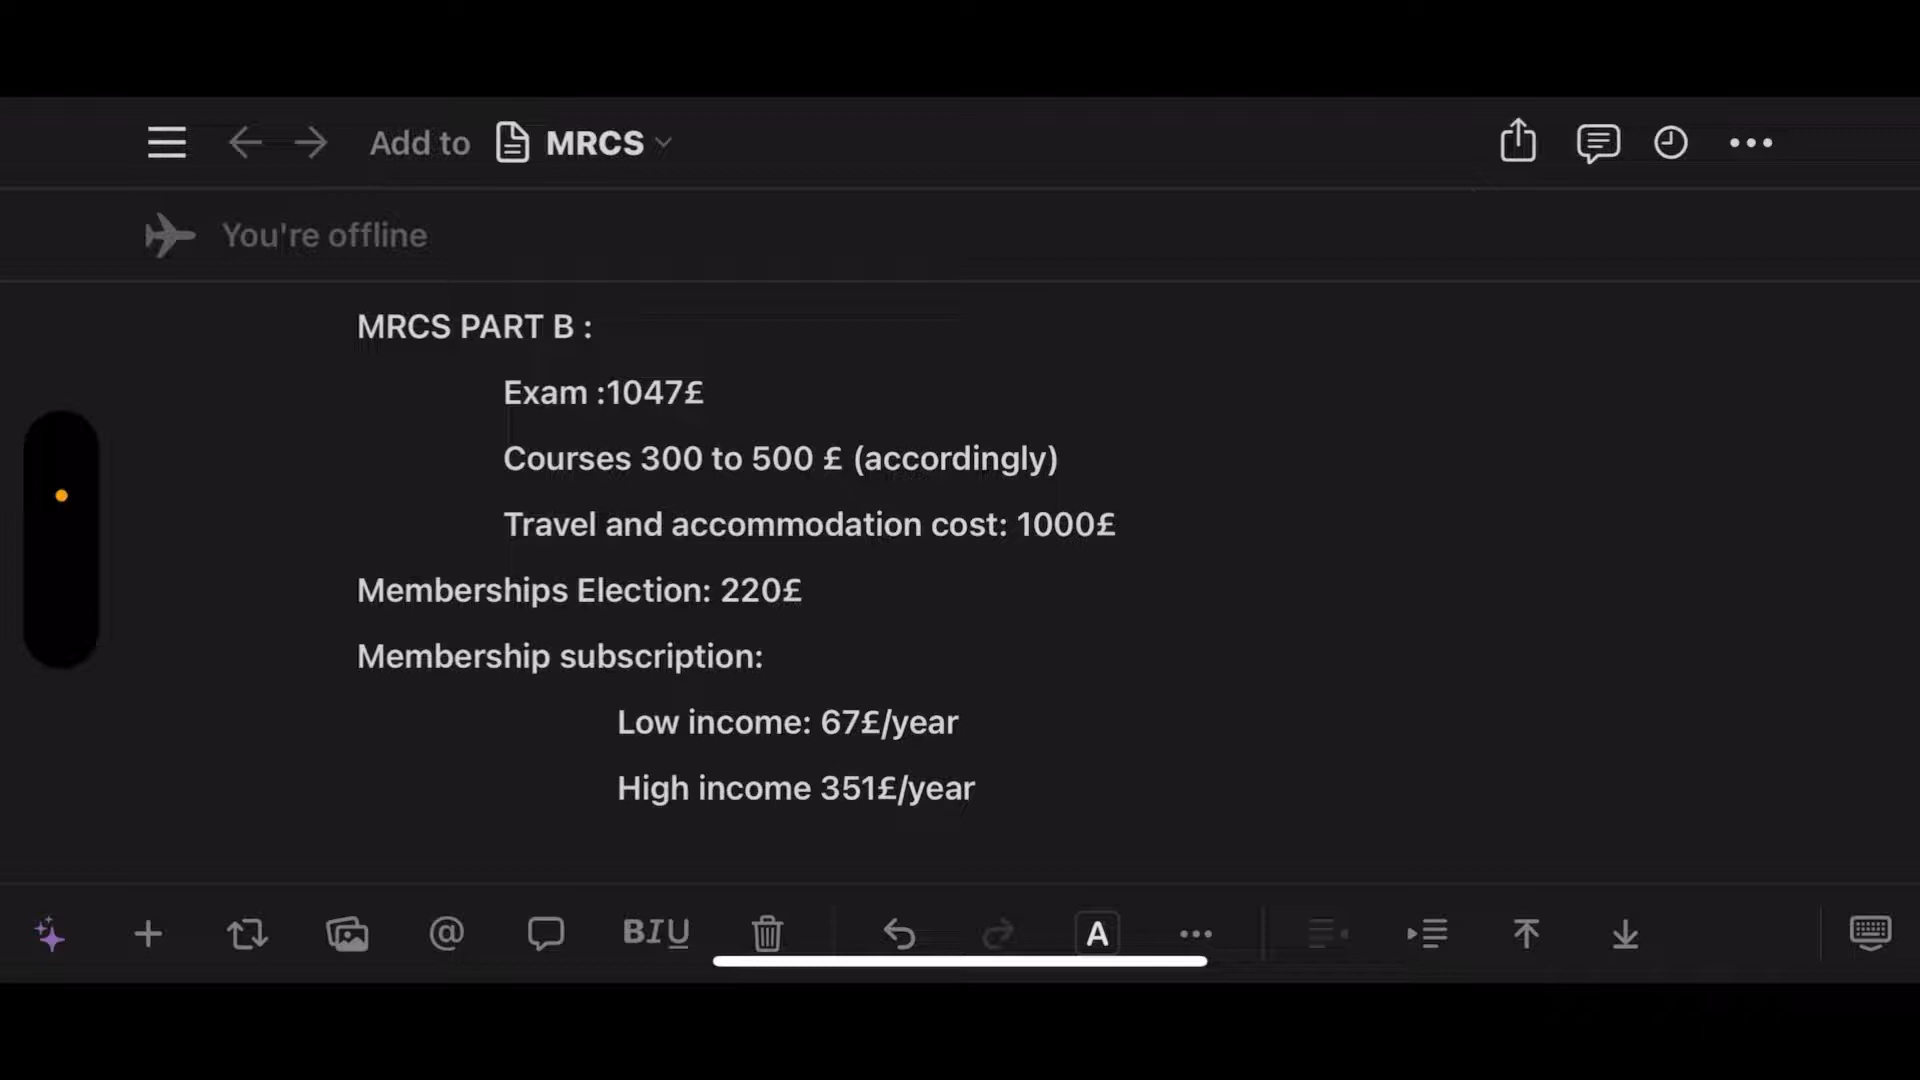 Add to MRCS
You're offline
MRCS PART B :
Exam :1047£
Courses 300 to 500 £ (accordingly)
Travel and accommodation cost: 1000£
Memberships Election: 220£
Membership subscription:
Low income: 67£/year
High income 351£/year
BIU A